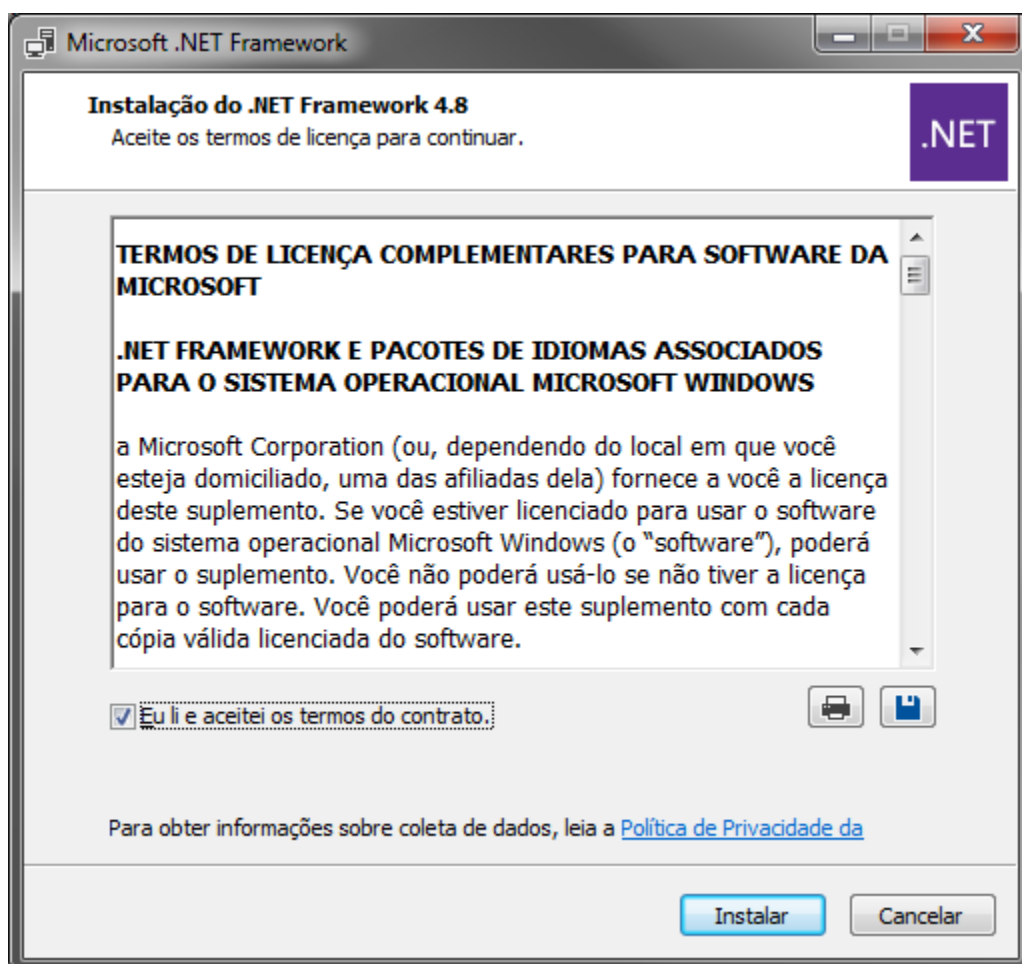 Microsoft .NET Framework
Instalação do .NET Framework 4.8
Aceite os termos de licença para continuar.
.NET
TERMOS DE LICENÇA COMPLEMENTARES PARA SOFTWARE DA
MICROSOFT
.NET FRAMEWORK E PACOTES DE IDIOMAS ASSOCIADOS
PARA O SISTEMA OPERACIONAL MICROSOFT WINDOWS
a Microsoft Corporation (ou, dependendo do local em que você
esteja domiciliado, uma das afiliadas dela) fornece a você a licença
deste suplemento. Se você estiver licenciado para usar o software
do sistema operacional Microsoft Windows (o “software”), poderá
usar o suplemento. Você não poderá usá-lo se não tiver a licença
para o software. Você poderá usar este suplemento com cada
cópia válida licenciada do software.
Eu li e aceitei os termos do contrato.
Para obter informações sobre coleta de dados, leia a Política de Privacidade da
Instalar
Cancelar